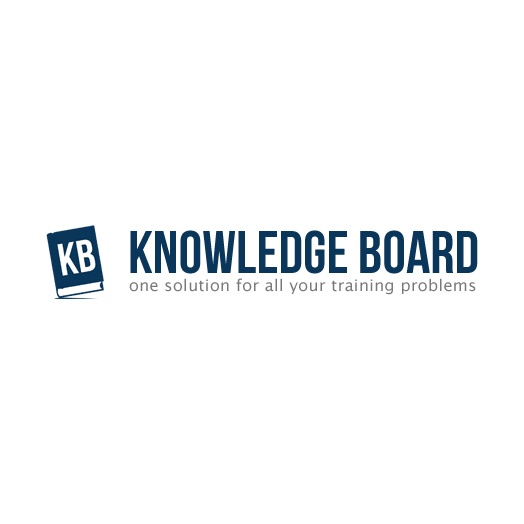 KB
KNOWLEDGE BOARD
one solution for all your training problems